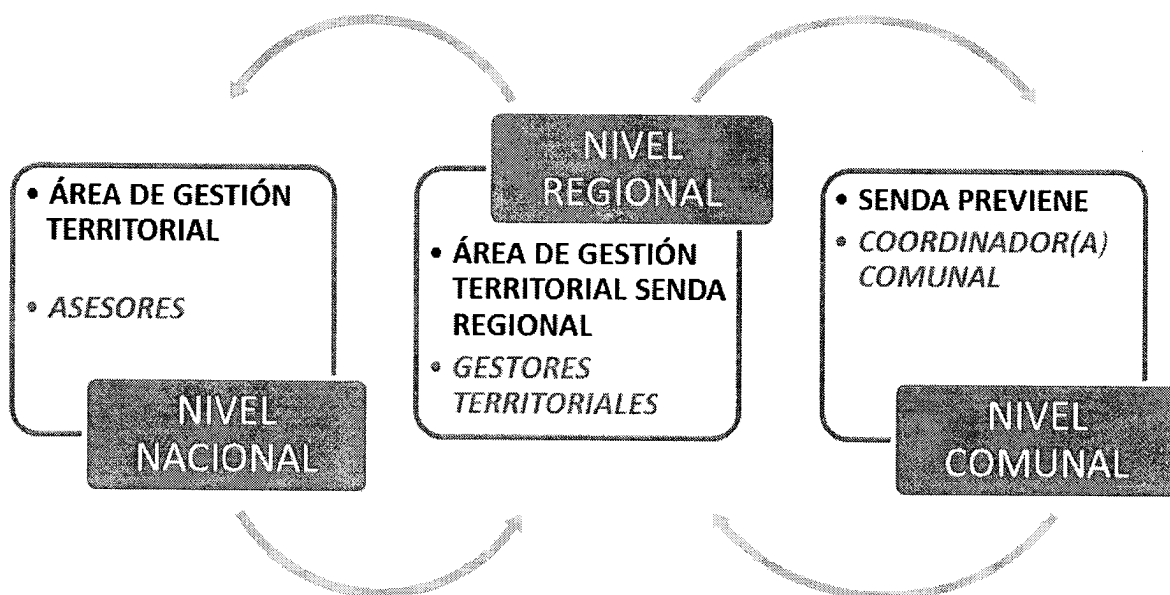 • ÁREA DE GESTIÓN
TERRITORIAL
• ASESORES
NIVEL
NACIONAL
NIVEL
REGIONAL
• ÁREA DE GESTIÓN
TERRITORIAL SENDA
REGIONAL
• GESTORES
TERRITORIALES
• SENDA PREVIENE
• COORDINADOR(A)
COMUNAL
NIVEL
COMUNAL